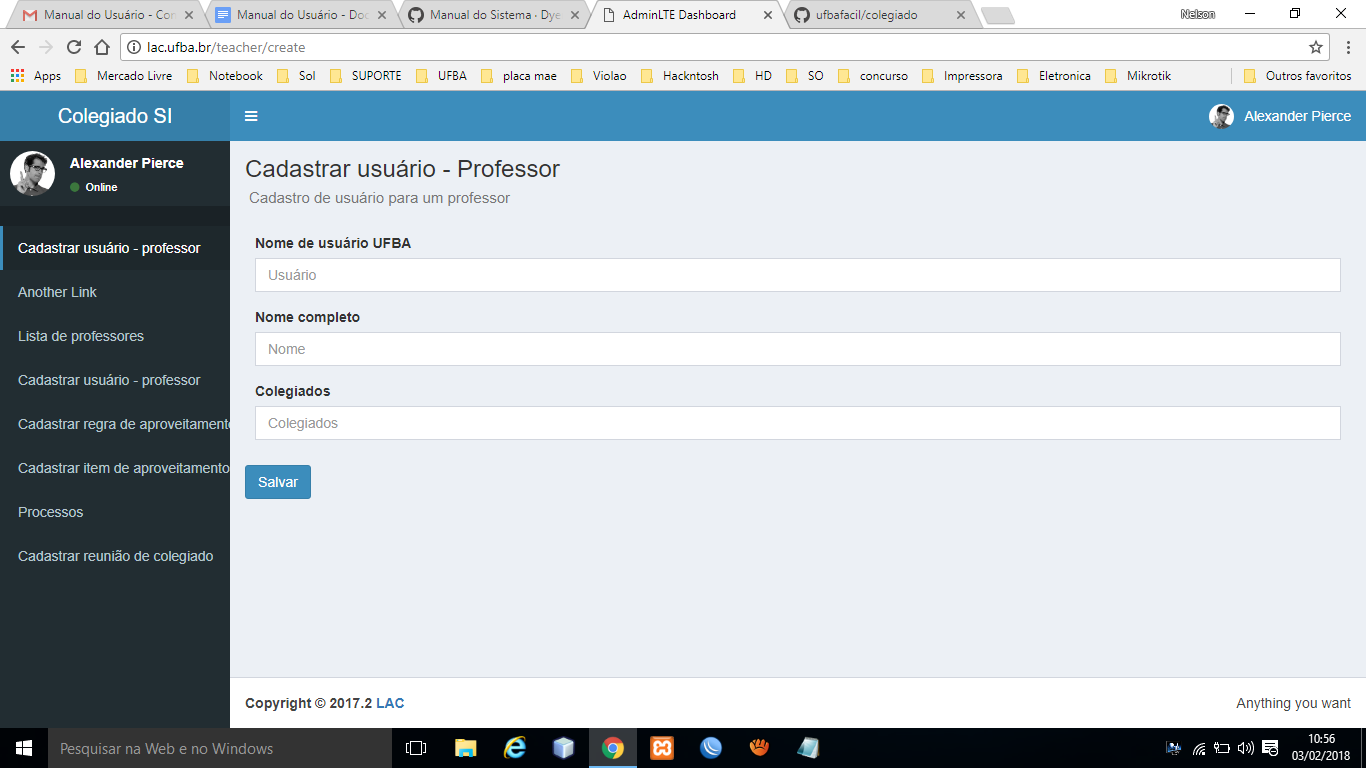 Manual do Usuário - Con
Manual do Usuário - Doc
Manual do Sistema · Dye
AdminLTE Dashboard
ufbafacil/colegiado
Nelson
lac.ufba.br/teacher/create
Apps
Mercado Livre
Notebook
Sol
SUPORTE
UFBA
placa mae
Violao
Hackntosh
HD
SO
concurso
Impressora
Eletronica
Mikrotik
Outros favoritos
Colegiado SI
Alexander Pierce
Alexander Pierce
Online
Cadastrar usuário - professor
Another Link
Lista de professores
Cadastrar usuário - professor
Cadastrar regra de aproveitamento
Cadastrar item de aproveitamento
Processos
Cadastrar reunião de colegiado
Cadastrar usuário - Professor
Cadastro de usuário para um professor
Nome de usuário UFBA
Usuário
Nome completo
Nome
Colegiados
Colegiados
Salvar
Copyright © 2017.2 LAC
Anything you want
Pesquisar na Web e no Windows
10:56
03/02/2018